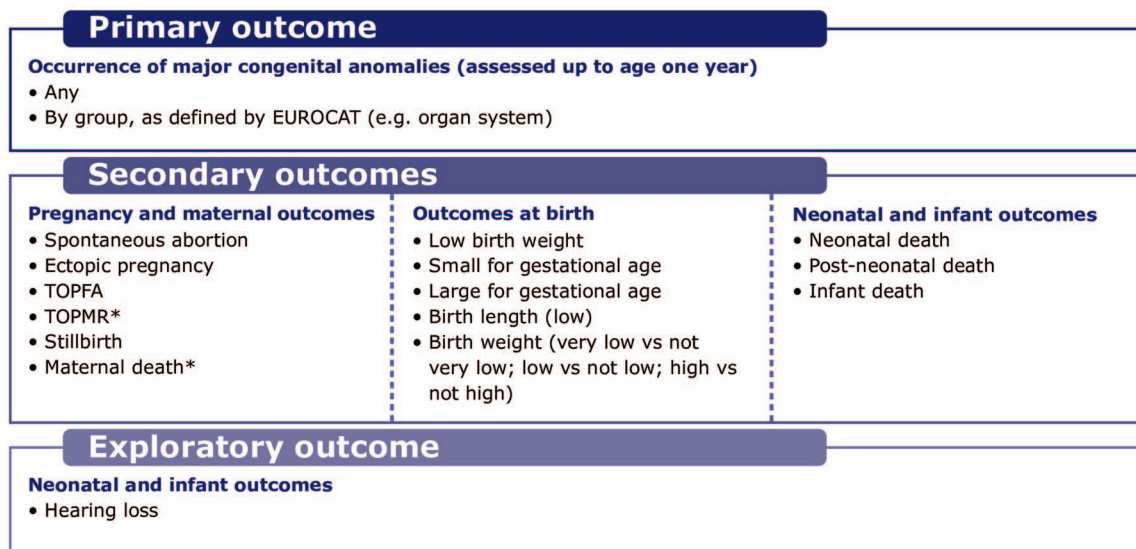 Primary outcome
Occurrence of major congenital anomalies (assessed up to age one year)
• Any
• By group, as defined by EUROCAT (e.g. organ system)
Secondary outcomes
Pregnancy and maternal outcomes
• Spontaneous abortion
• Ectopic pregnancy
• TOPFA
• TOPMR*
• Stillbirth
• Maternal death*
Outcomes at birth
• Low birth weight
• Small for gestational age
• Large for gestational age
• Birth length (low)
• Birth weight (very low vs not
very low; low vs not low; high vs
not high)
Neonatal and infant outcomes
• Neonatal death
• Post-neonatal death
• Infant death
Exploratory outcome
Neonatal and infant outcomes
• Hearing loss